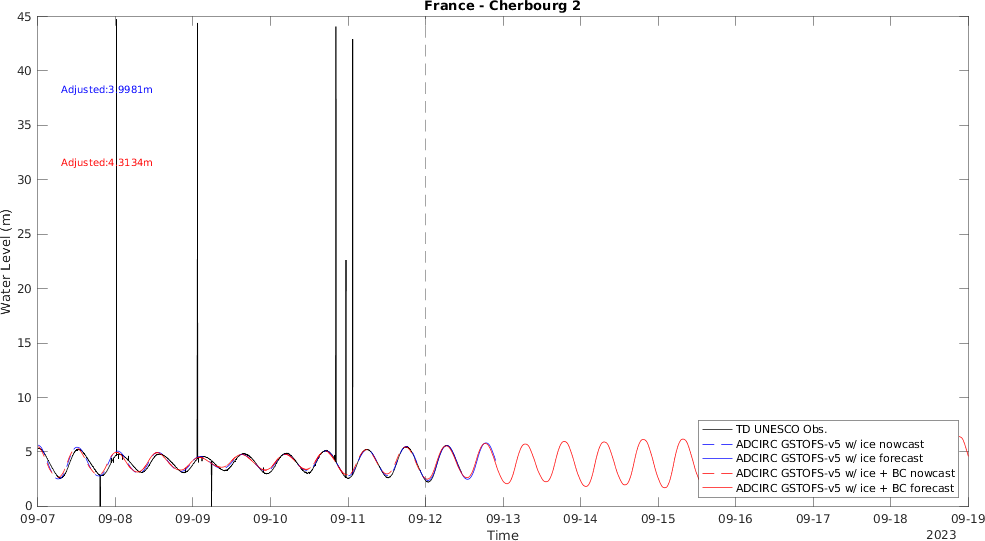 France - Cherbourg 2
45
40
35
30
25
20
15
10
5
0
Water Level (m)
Adjusted:3.9981m
Adjusted:4.3134m
TD UNESCO Obs.
ADCIRC GSTOFS-v5 w/ ice nowcast
ADCIRC GSTOFS-v5 w/ ice forecast
ADCIRC GSTOFS-v5 w/ ice + BC nowcast
ADCIRC GSTOFS-v5 w/ ice + BC forecast
09-07 09-08 09-09 09-10 09-11 09-12 09-13 09-14 09-15 09-16 09-17 09-18 09-19
Time
2023